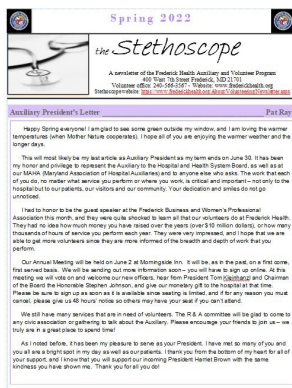 Spring 2022
the Stethoscope
A newsletter of the Frederick Health Auxiliary and Volunteer Program
400 West 7th Street Frederick, MD 21701
Volunteer office: 240-566-3567 - Website: www.frederickhealth.org
Stethoscope website: https://www.frederickhealth.org/About/Volunteering/Newsletter.aspx
Auxiliary President's Letter Pat Ray
Happy Spring everyone! I am glad to see some green outside my window, and I am loving the warmer
temperatures (when Mother Nature cooperates). I hope all of you are enjoying the warmer weather and the
longer days.
This will most likely be my last article as Auxiliary President as my term ends on June 30. It has been
my honor and privilege to represent the Auxiliary to the Hospital and Health System Board, as well as at
our MAHA (Maryland Association of Hospital Auxiliaries) and to anyone else who asks. The work that each
of you do, no matter what service you perform or where you work, is critical and important – not only to the
hospital but to our patients, our visitors and our community. Your dedication and smiles do not go
unnoticed.
I had to honor to be the guest speaker at the Frederick Business and Women's Professional
Association this month, and they were quite shocked to learn all that our volunteers do at Frederick Health.
They had no idea how much money you have raised over the years (over $10 million dollars), or how many
thousands of hours of service you perform each year. They were very impressed, and I hope that we are
able to get more volunteers since they are more informed of the breadth and depth of work that you
perform.
Our Annual Meeting will be held on June 2 at Morningside Inn. It will be, as in the past, on a first come,
first served basis. We will be sending out more information soon – you will have to sign up online. At this
meeting we will vote on and welcome our new officers, hear from President Tom Kleinhanzl and Chairman
of the Board the Honorable Stephen Johnson, and give our monetary gift to the hospital at that time.
Please be sure to sign up as soon as it is available since seating is limited, and if for any reason you must
cancel, please give us 48 hours' notice so others may have your seat if you can't attend.
We still have many services that are in need of volunteers. The R & A committee will be glad to come to
any civic association or gathering to talk about the Auxiliary. Please encourage your friends to join us – we
truly are in a great place to spend time!
As I noted before, it has been my pleasure to serve as your President. I have met so many of you and
you all are a bright spot in my day as well as our patients. I thank you from the bottom of my heart for all of
your support, and I know that you will support our incoming President Harriet Brown with the same
kindness you have shown me. Thank you for all you do!